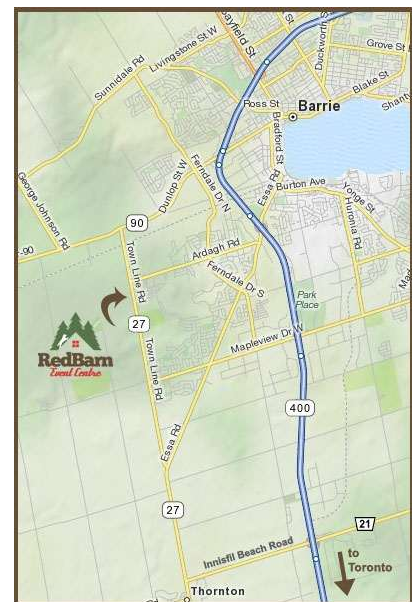 Bayfield St
Livingstone St W
Sunnidale Rd
Duckworth St
Grove St
Blake St
Ross St
Barrie
Bradford St
Dunlop St W
Ferndale Dr N
Essa Rd
Burton Ave
Yonge St
Huronia Rd
George Johnson Rd
90
90
Town Line Rd
Ardagh Rd
Ferndale Dr S
Park
Place
27
RedBarn
Event Centre
Town Line Rd
Mapleview Dr W
400
Essa Rd
27
21
Innisfil Beach Road
to
Toronto
Thornton